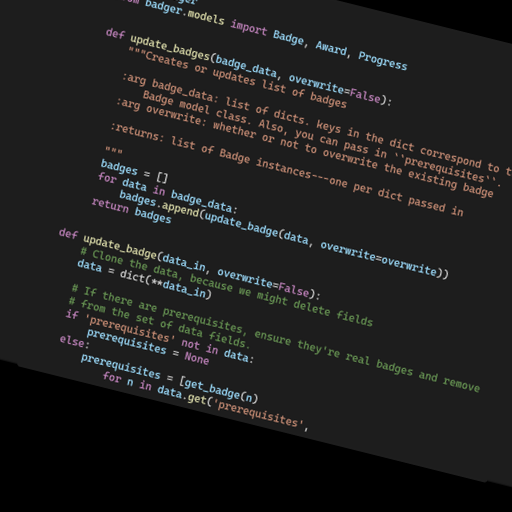 from badger.models import Badge, Award, Progress
def update_badges(badge_data, overwrite=False):
"""Creates or updates list of badges
:arg badge_data: list of dicts. keys in the dict correspond to t
Badge model class. Also, you can pass in ``prerequisites``.
:arg overwrite: whether or not to overwrite the existing badge
:returns: list of Badge instances---one per dict passed in
"""
badges = []
for data in badge_data:
badges.append(update_badge(data, overwrite=overwrite))
return badges
def update_badge(data_in, overwrite=False):
# Clone the data, because we might delete fields
data = dict(**data_in)
# If there are prerequisites, ensure they're real badges and remove
# from the set of data fields.
if 'prerequisites' not in data:
prerequisites = None
else:
prerequisites = [get_badge(n)
for n in data.get('prerequisites',